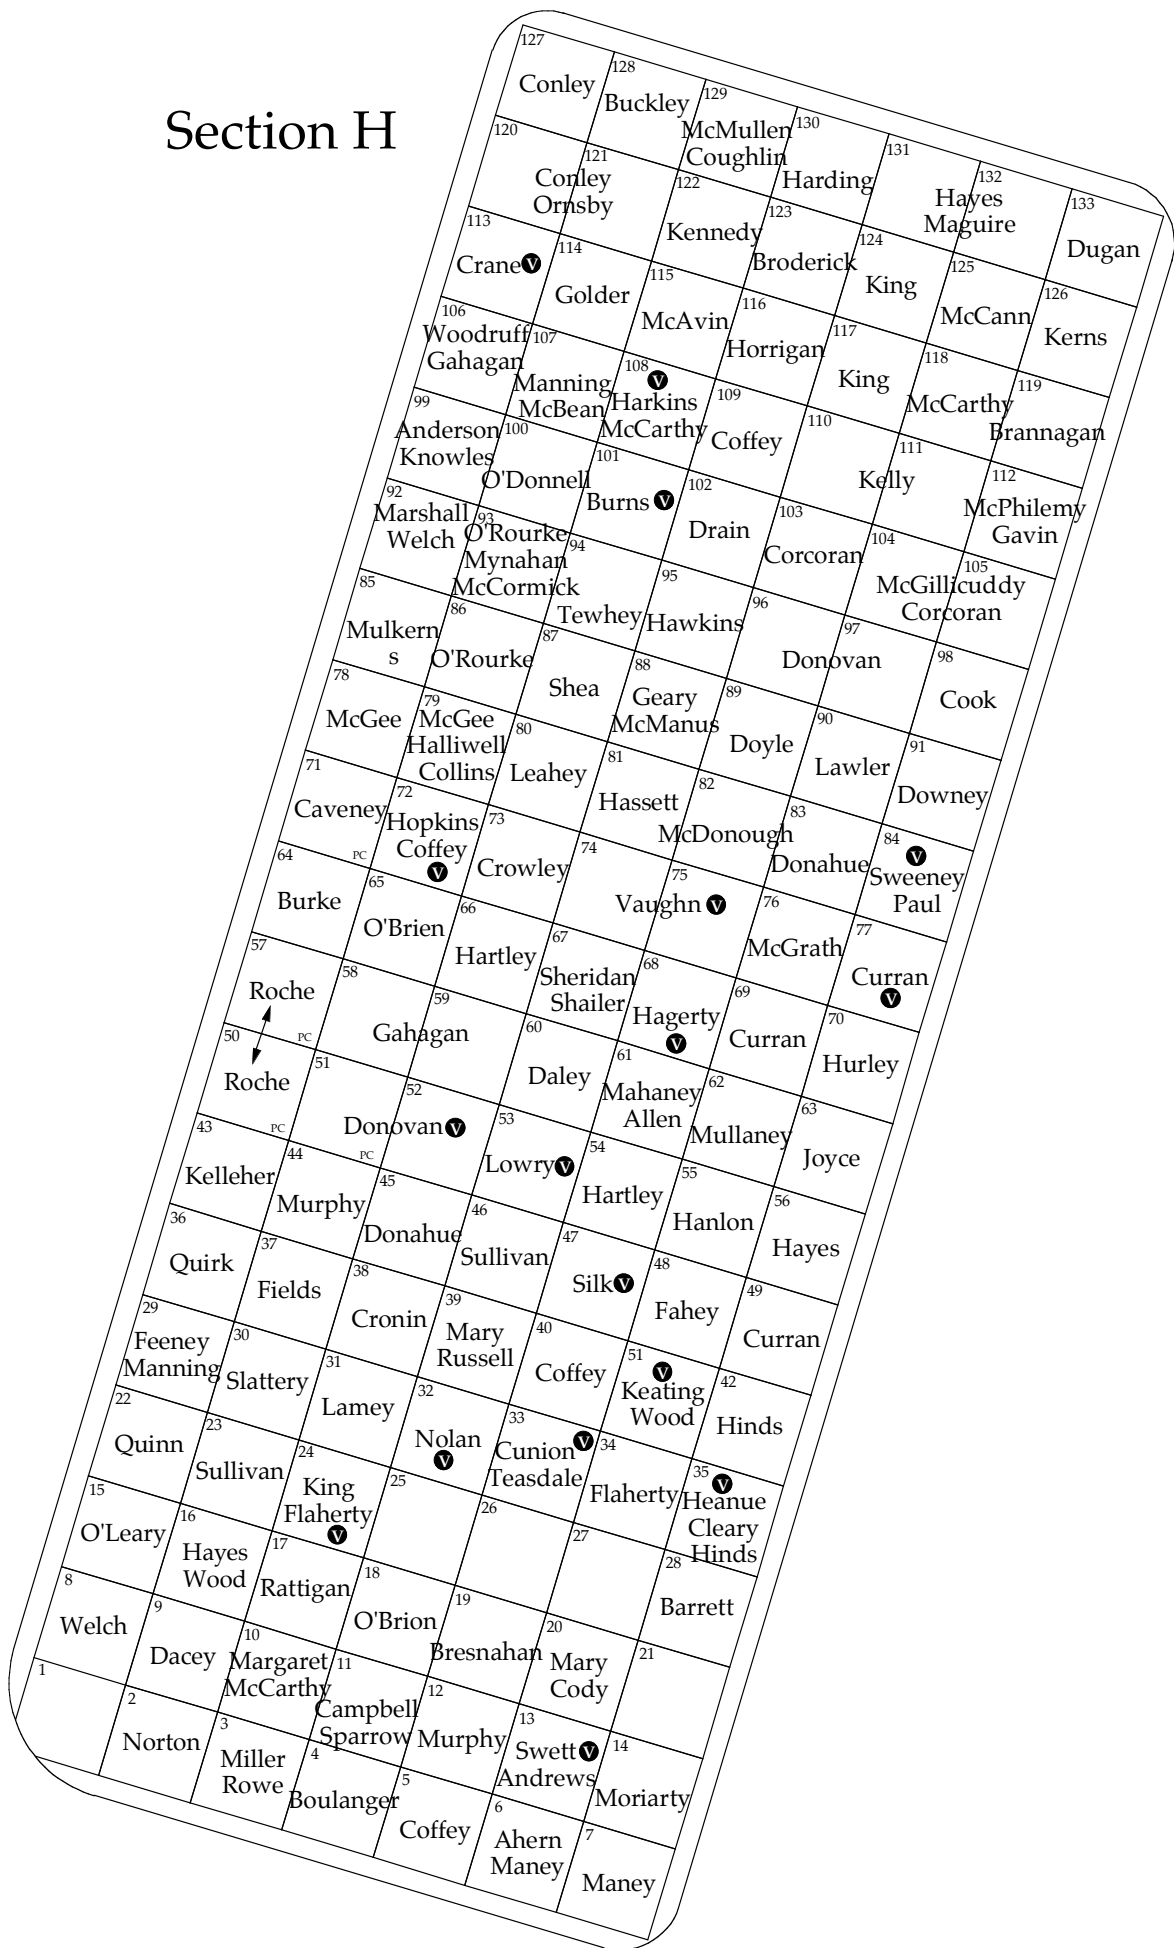 Section H
127
Conley
128
Buckley
129
McMullen
Coughlin
130
Harding
131
132
Hayes
Maguire
133
Dugan
120
121
Conley
Ornsby
122
Kennedy
123
Broderick
124
King
125
McCann
126
Kerns
113
Crane V
114
Golder
115
McAvin
116
Horrigan
117
King
118
McCarthy
119
Brannagan
106
Woodruff
Gahagan
107
Manning
McBean
108
V
Harkins
McCarthy
109
Coffey
110
111
Kelly
112
McPhilemy
Gavin
99
Anderson
Knowles
100
O'Donnell
101
Burns V
102
Drain
103
Corcoran
104
105
McGillicuddy
Corcoran
92
Marshall
Welch
93
O'Rourke
Mynahan
McCormick
94
Tewhey
95
Hawkins
96
97
Donovan
98
Cook
85
Mulkern
s
86
O'Rourke
87
Shea
88
Geary
McManus
89
Doyle
90
Lawler
91
Downey
78
McGee
79
McGee
Halliwell
Collins
80
Leahey
81
Hassett
82
McDonough
83
Donahue
84
V
Sweeney
Paul
71
Caveney
PC
72
Hopkins
Coffey
V
73
Crowley
74
75
Vaughn V
76
McGrath
77
Curran
V
64
Burke
65
O'Brien
66
Hartley
67
Sheridan
Shailer
68
Hagerty
V
69
Curran
70
Hurley
57
Roche
PC
58
59
Gahagan
60
Daley
61
Mahaney
Allen
62
Mullaney
63
Joyce
50
Roche
PC
51
52
Donovan V
PC
53
Lowry V
54
Hartley
55
Hanlon
56
Hayes
43
Kelleher
44
Murphy
45
Donahue
46
Sullivan
47
Silk V
48
Fahey
49
Curran
36
Quirk
37
Fields
38
Cronin
39
Mary
Russell
40
Coffey
51
V
Keating
Wood
42
Hinds
29
Feeney
Manning
30
Slattery
31
Lamey
32
Nolan
V
33
Cunion V
Teasdale
34
Flaherty
35
V
Heanue
Cleary
Hinds
22
Quinn
23
Sullivan
24
King
Flaherty
V
25
26
27
28
Barrett
15
O'Leary
16
Hayes
Wood
17
Rattigan
18
O'Brion
19
Bresnahan
20
Mary
Cody
21
8
Welch
9
Dacey
10
Margaret
McCarthy
11
Campbell
Sparrow
12
Murphy
13
Swett V
Andrews
14
Moriarty
1
2
Norton
3
Miller
Rowe
4
Boulanger
5
Coffey
6
Ahern
Maney
7
Maney